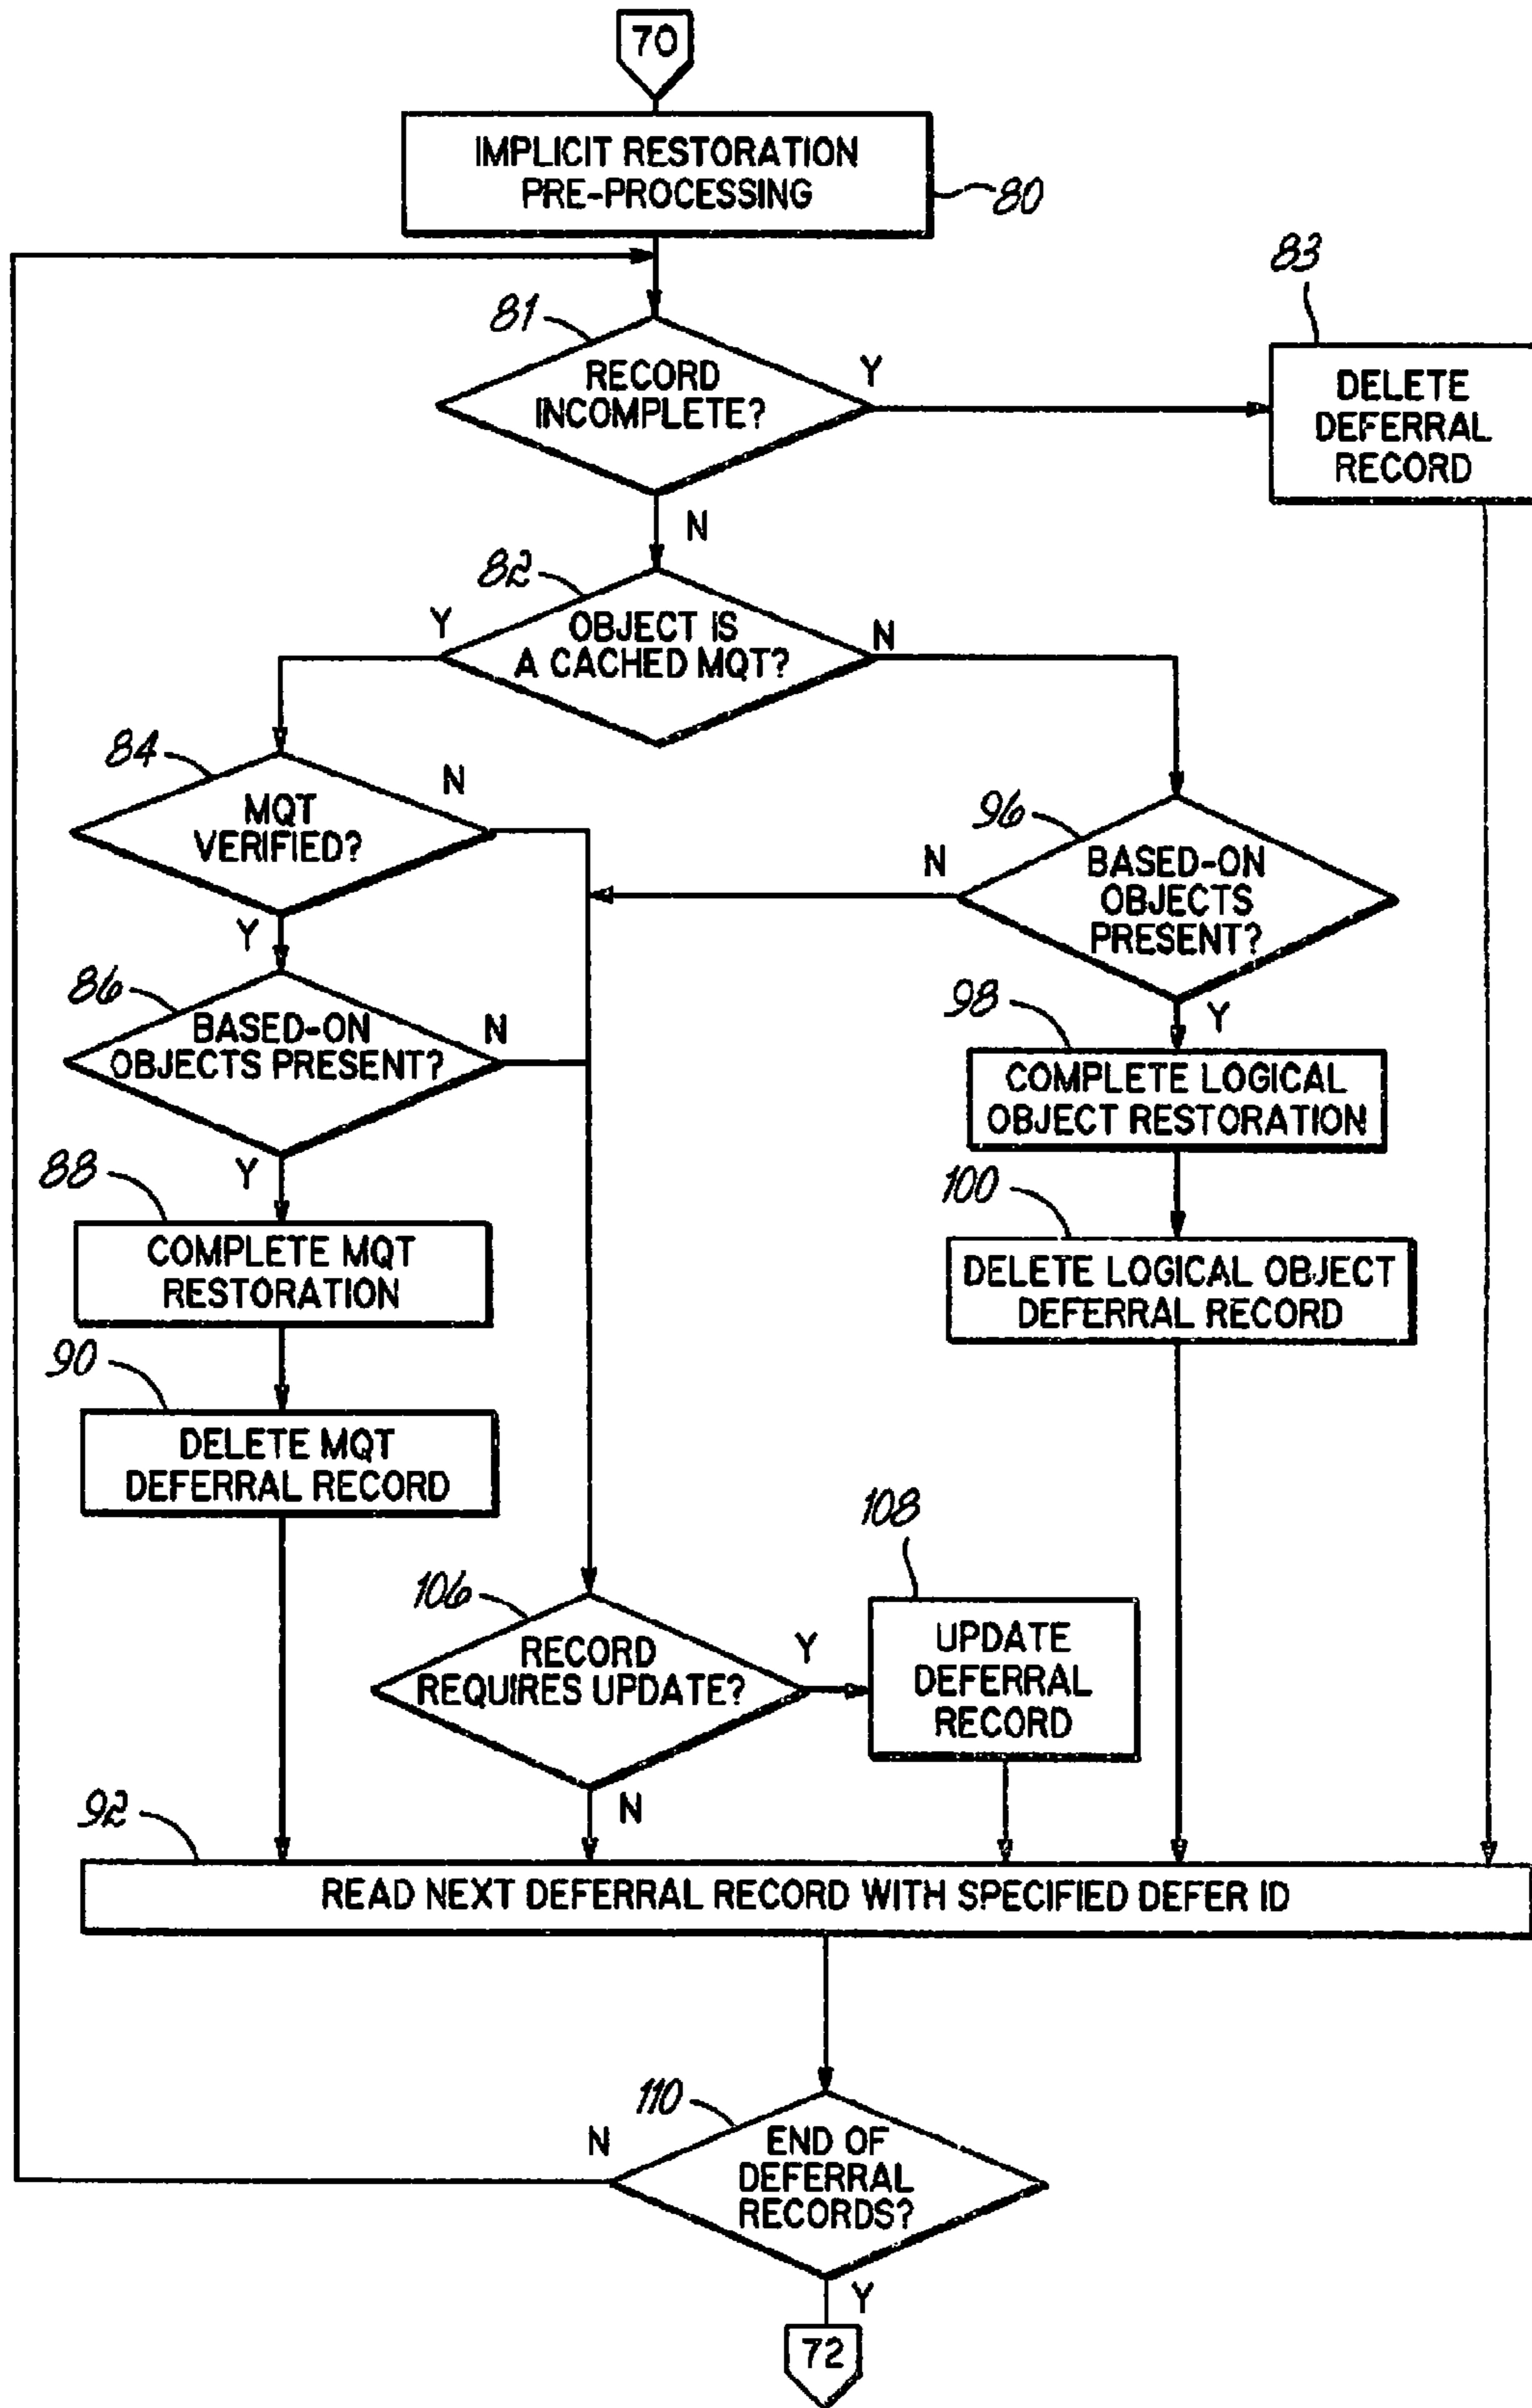 70
IMPLICIT RESTORATION
PRE-PROCESSING
80
83
81
RECORD
INCOMPLETE?
Y
DELETE
DEFERRAL
RECORD
N
82
Y
OBJECT IS
A CACHED MQT?
N
84
MQT
VERIFIED?
N
Y
96
N
BASED-ON
OBJECTS
PRESENT?
Y
86
BASED-ON
OBJECTS PRESENT?
N
Y
98
COMPLETE LOGICAL
OBJECT RESTORATION
88
COMPLETE MQT
RESTORATION
100
DELETE LOGICAL OBJECT
DEFERRAL RECORD
90
DELETE MQT
DEFERRAL RECORD
106
RECORD
REQUIRES UPDATE?
Y
N
108
UPDATE
DEFERRAL
RECORD
92
READ NEXT DEFERRAL RECORD WITH SPECIFIED DEFER ID
110
N
END OF
DEFERRAL
RECORDS?
Y
72